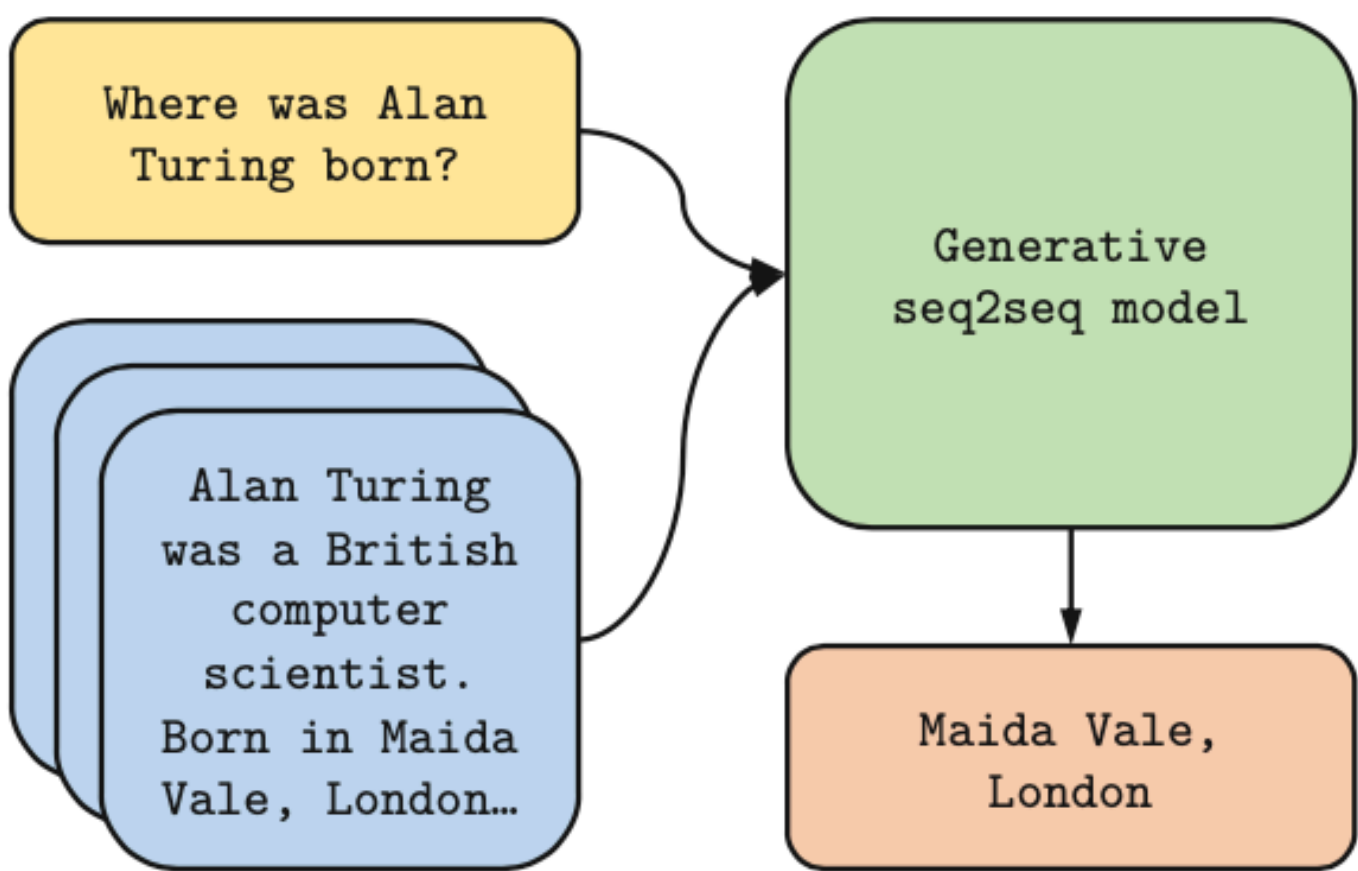 Where was Alan
Turing born?
Alan Turing
was a British
computer
scientist.
Born in Maida
Vale, London…
Generative
seq2seq model
Maida Vale,
London